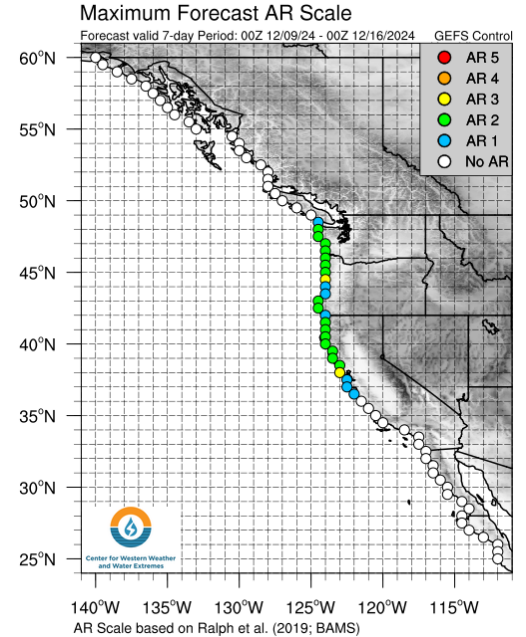 Maximum Forecast AR Scale
Forecast valid 7-day Period: 00Z 12/09/24 - 00Z 12/16/2024 GEFS Control
60°N
55°N
50°N
45°N
40°N
35°N
30°N
25°N
AR 5
AR 4
AR 3
AR 2
AR 1
No AR
Center for Western Weather
and Water Extremes
140°W 135°W 130°W 125°W 120°W 115°W
AR Scale based on Ralph et al. (2019; BAMS)